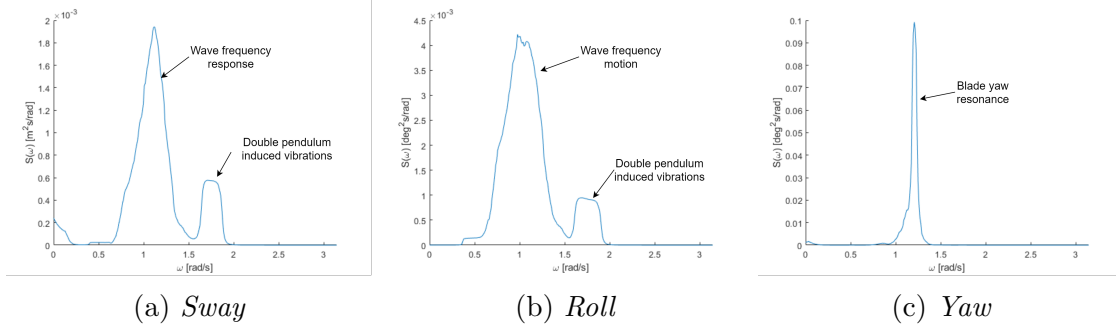 ×10⁻³
2
1.8
1.6
1.4
1.2
1
0.8
0.6
0.4
0.2
0
S(ω) [m²s/rad]
Wave frequency
response
Double pendulum
induced vibrations
0 0.5 1 1.5 2 2.5 3
ω [rad/s]
(a) Sway
×10⁻³
4.5
4
3.5
3
2.5
2
1.5
1
0.5
0
S(ω) [deg²s/rad]
Wave frequency
motion
Double pendulum
induced vibrations
0 0.5 1 1.5 2 2.5 3
ω [rad/s]
(b) Roll
0.1
0.09
0.08
0.07
0.06
0.05
0.04
0.03
0.02
0.01
0
S(ω) [deg²s/rad]
Blade yaw
resonance
0 0.5 1 1.5 2 2.5 3
ω [rad/s]
(c) Yaw